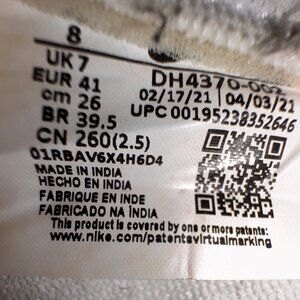 8
UK 7
EUR 41
cm 26
BR 39.5
CN 260(2.5)
DH4370-002
02/17/21 04/03/21
UPC 00195238352646
01RBAV6X4H6D4
MADE IN INDIA
HECHO EN INDIA
FABRIQUE EN INDE
FABRICADO NA ÍNDIA
This product is covered by one or more patents:
www.nike.com/patentsvirtualmarking